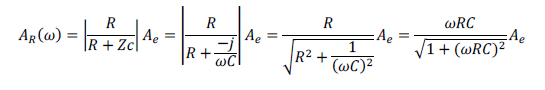 A_R(ω) = |R / (R + Zc)| A_e = |R / (R + (−j)/(ωC))| A_e = R / √(R² + 1/(ωC)²) A_e = ωRC / √(1 + (ωRC)²) A_e